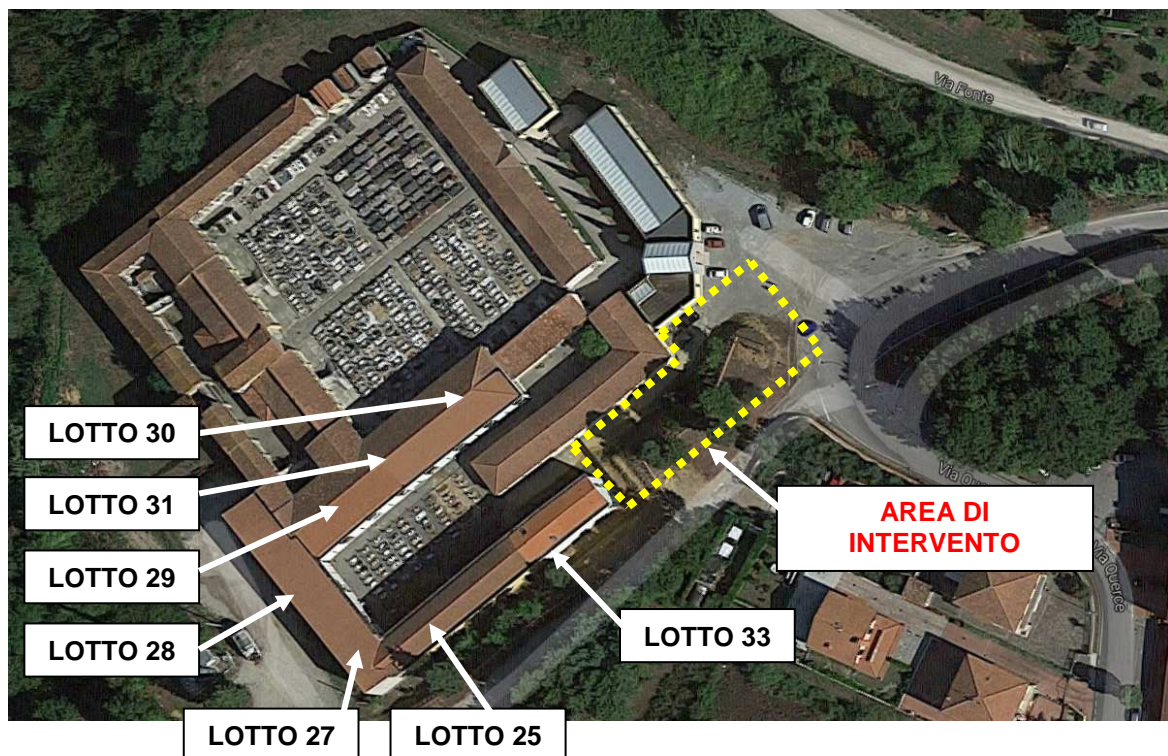 Via Fonte
LOTTO 30
LOTTO 31
LOTTO 29
LOTTO 28
LOTTO 27
LOTTO 25
LOTTO 33
AREA DI
INTERVENTO
Via Querce